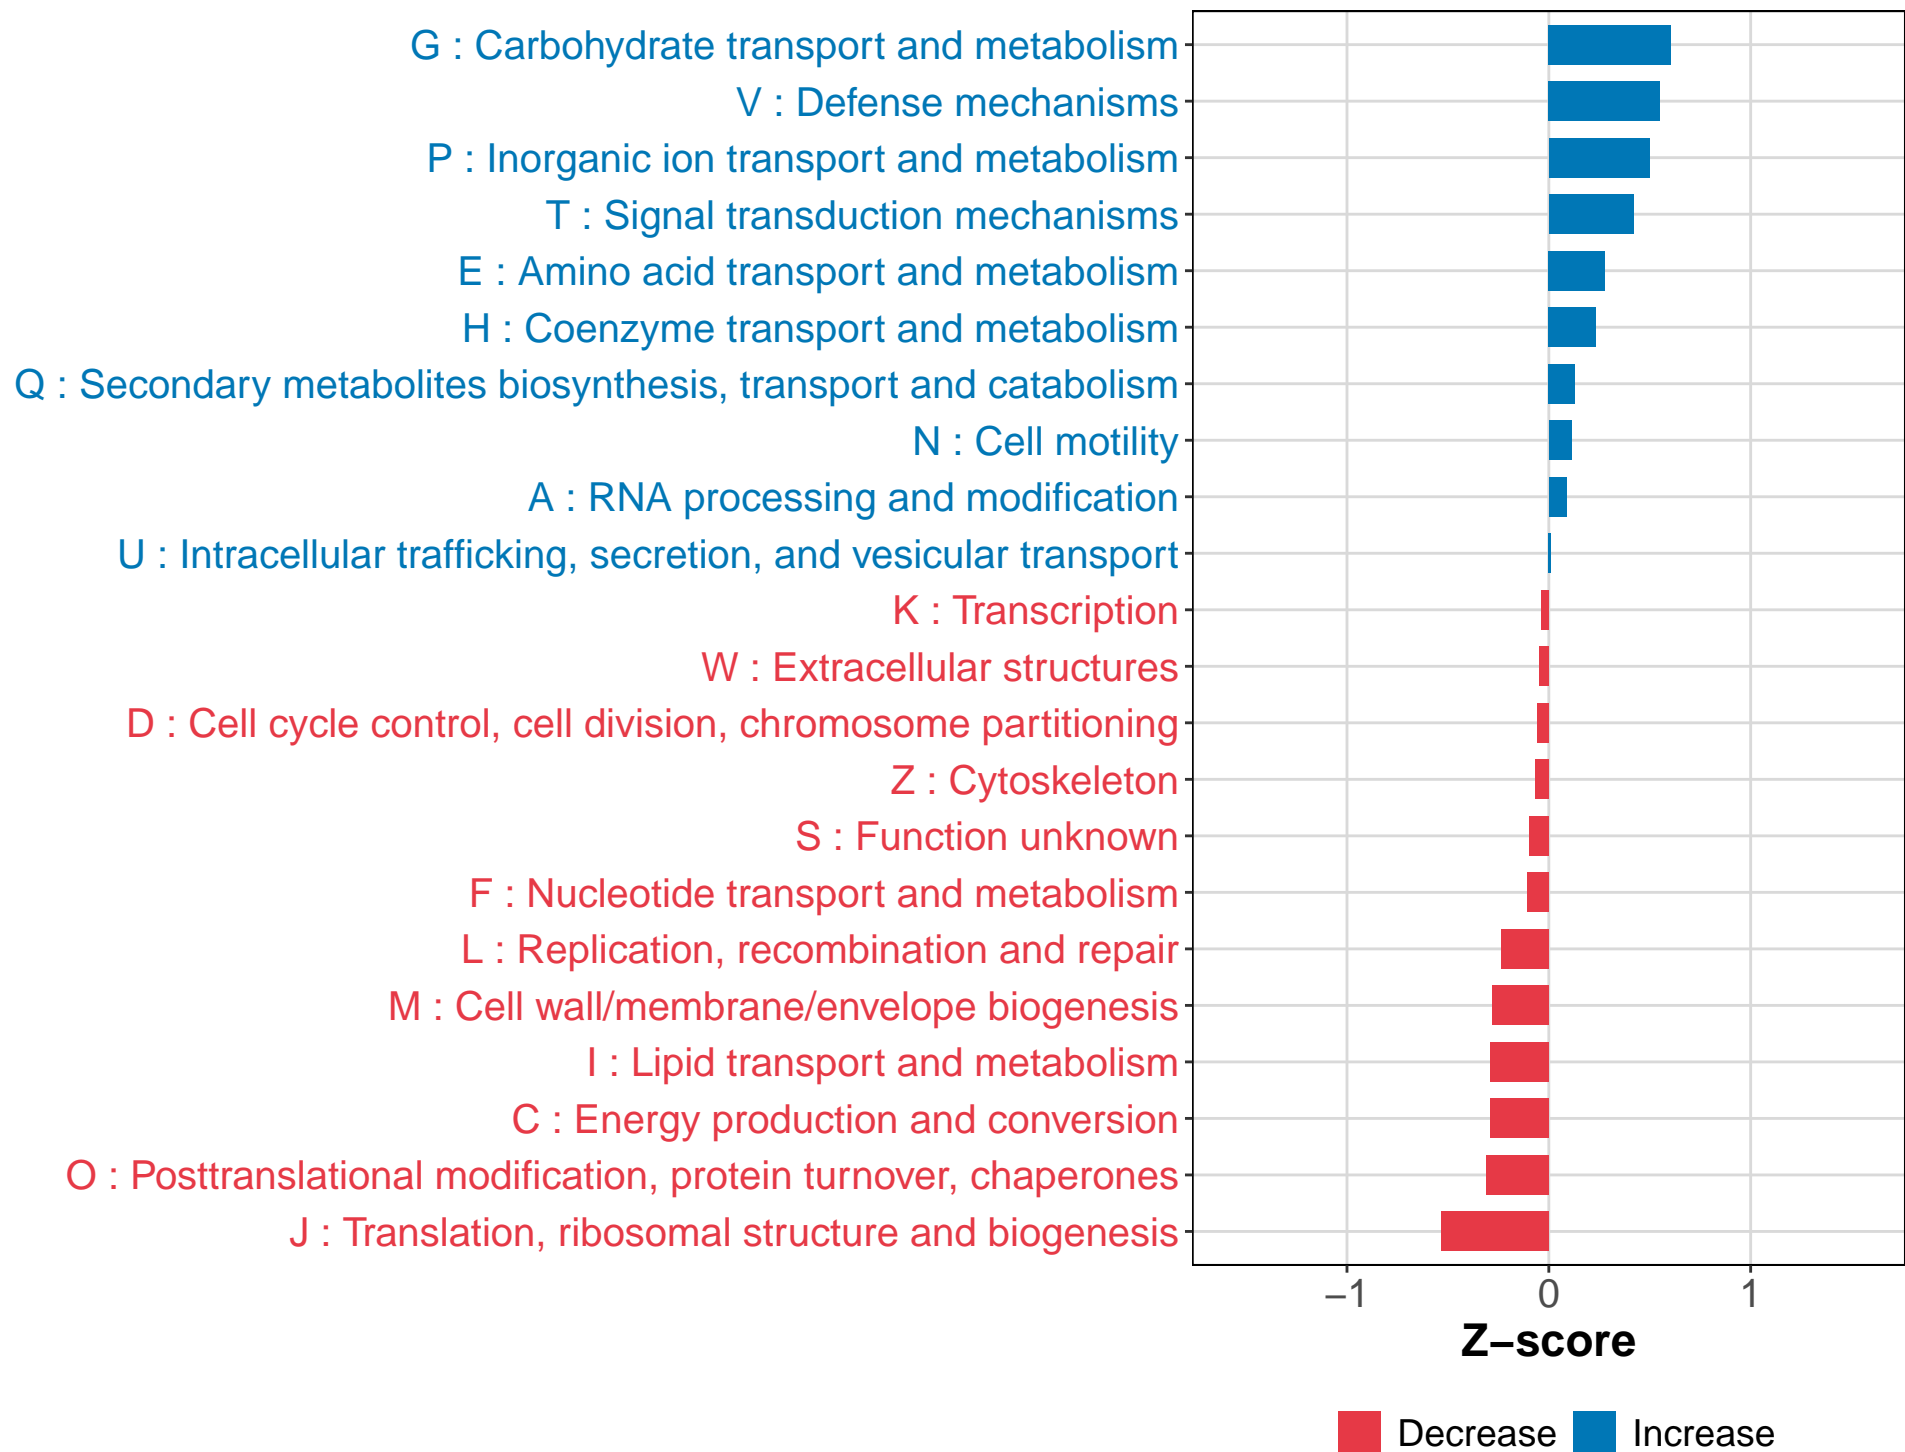 G : Carbohydrate transport and metabolism
V : Defense mechanisms
P : Inorganic ion transport and metabolism
T : Signal transduction mechanisms
E : Amino acid transport and metabolism
H : Coenzyme transport and metabolism
Q : Secondary metabolites biosynthesis, transport and catabolism
N : Cell motility
A : RNA processing and modification
U : Intracellular trafficking, secretion, and vesicular transport
K : Transcription
W : Extracellular structures
D : Cell cycle control, cell division, chromosome partitioning
Z : Cytoskeleton
S : Function unknown
F : Nucleotide transport and metabolism
L : Replication, recombination and repair
M : Cell wall/membrane/envelope biogenesis
I : Lipid transport and metabolism
C : Energy production and conversion
O : Posttranslational modification, protein turnover, chaperones
J : Translation, ribosomal structure and biogenesis
−1 0 1
Z−score
Decrease Increase